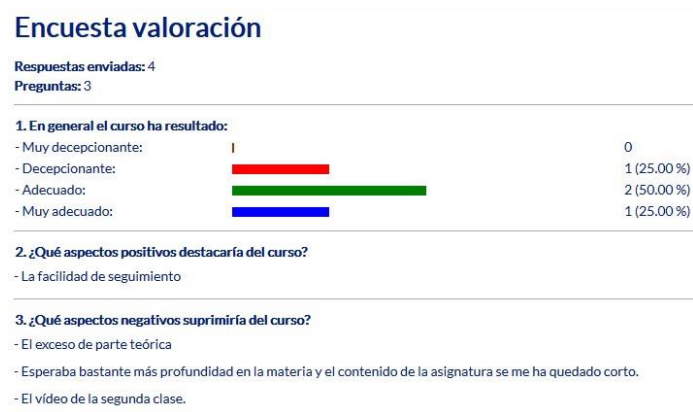 Encuesta valoración
Respuestas enviadas: 4
Preguntas: 3
1. En general el curso ha resultado:
- Muy decepcionante: 0
- Decepcionante: 1 (25.00 %)
- Adecuado: 2 (50.00 %)
- Muy adecuado: 1 (25.00 %)
2. ¿Qué aspectos positivos destacaría del curso?
- La facilidad de seguimiento
3. ¿Qué aspectos negativos suprimiría del curso?
- El exceso de parte teórica
- Esperaba bastante más profundidad en la materia y el contenido de la asignatura se me ha quedado corto.
- El vídeo de la segunda clase.